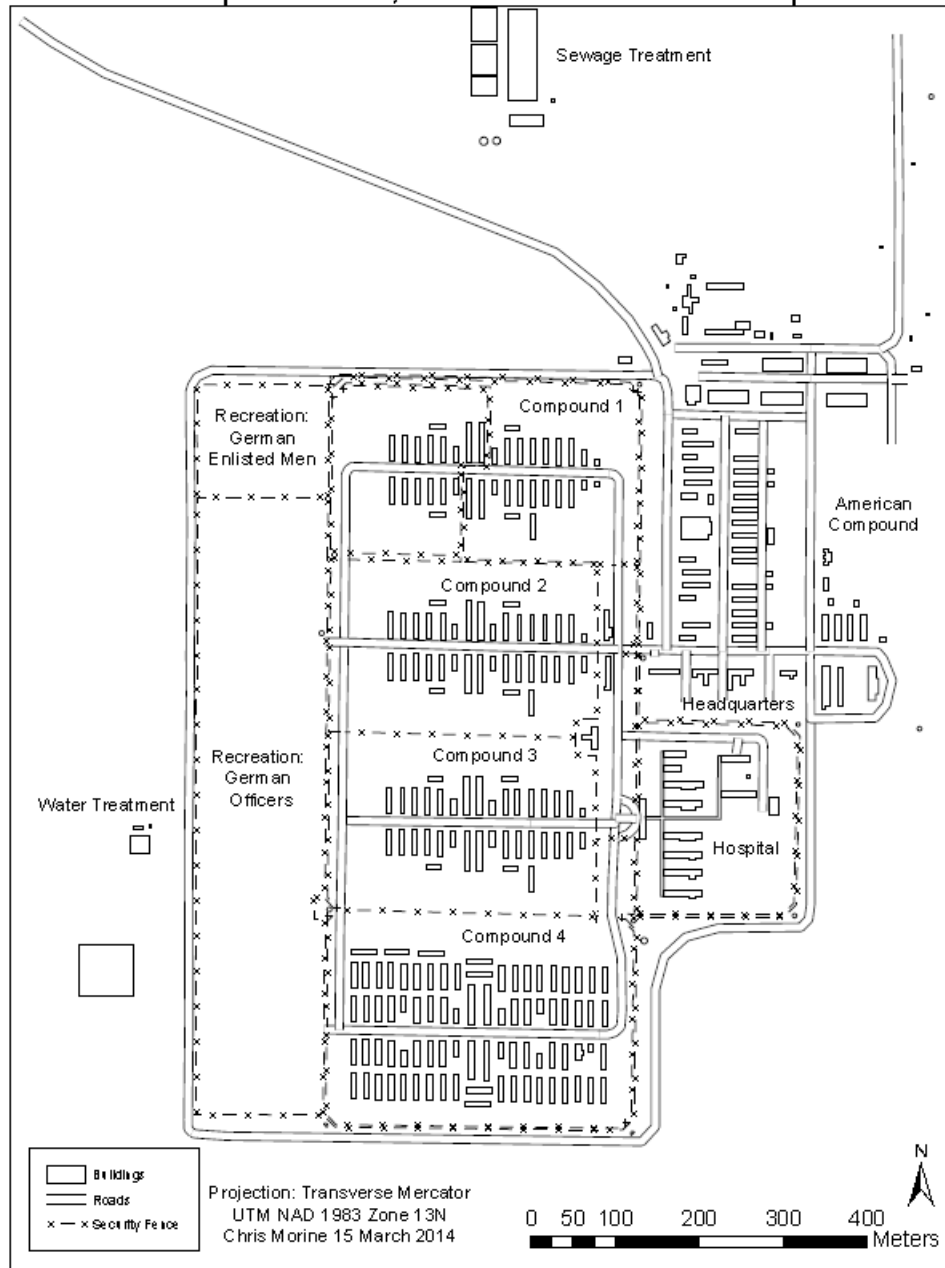 Sewage Treatment
Recreation:
German
Enlisted Men
Compound 1
American
Compound
Compound 2
Headquarters
Recreation:
German
Officers
Compound 3
Water Treatment
Hospital
Compound 4
Buildings
Roads
Security Fence
Projection: Transverse Mercator
UTM NAD 1983 Zone 13N
Chris Morine 15 March 2014
N
0 50 100 200 300 400
Meters